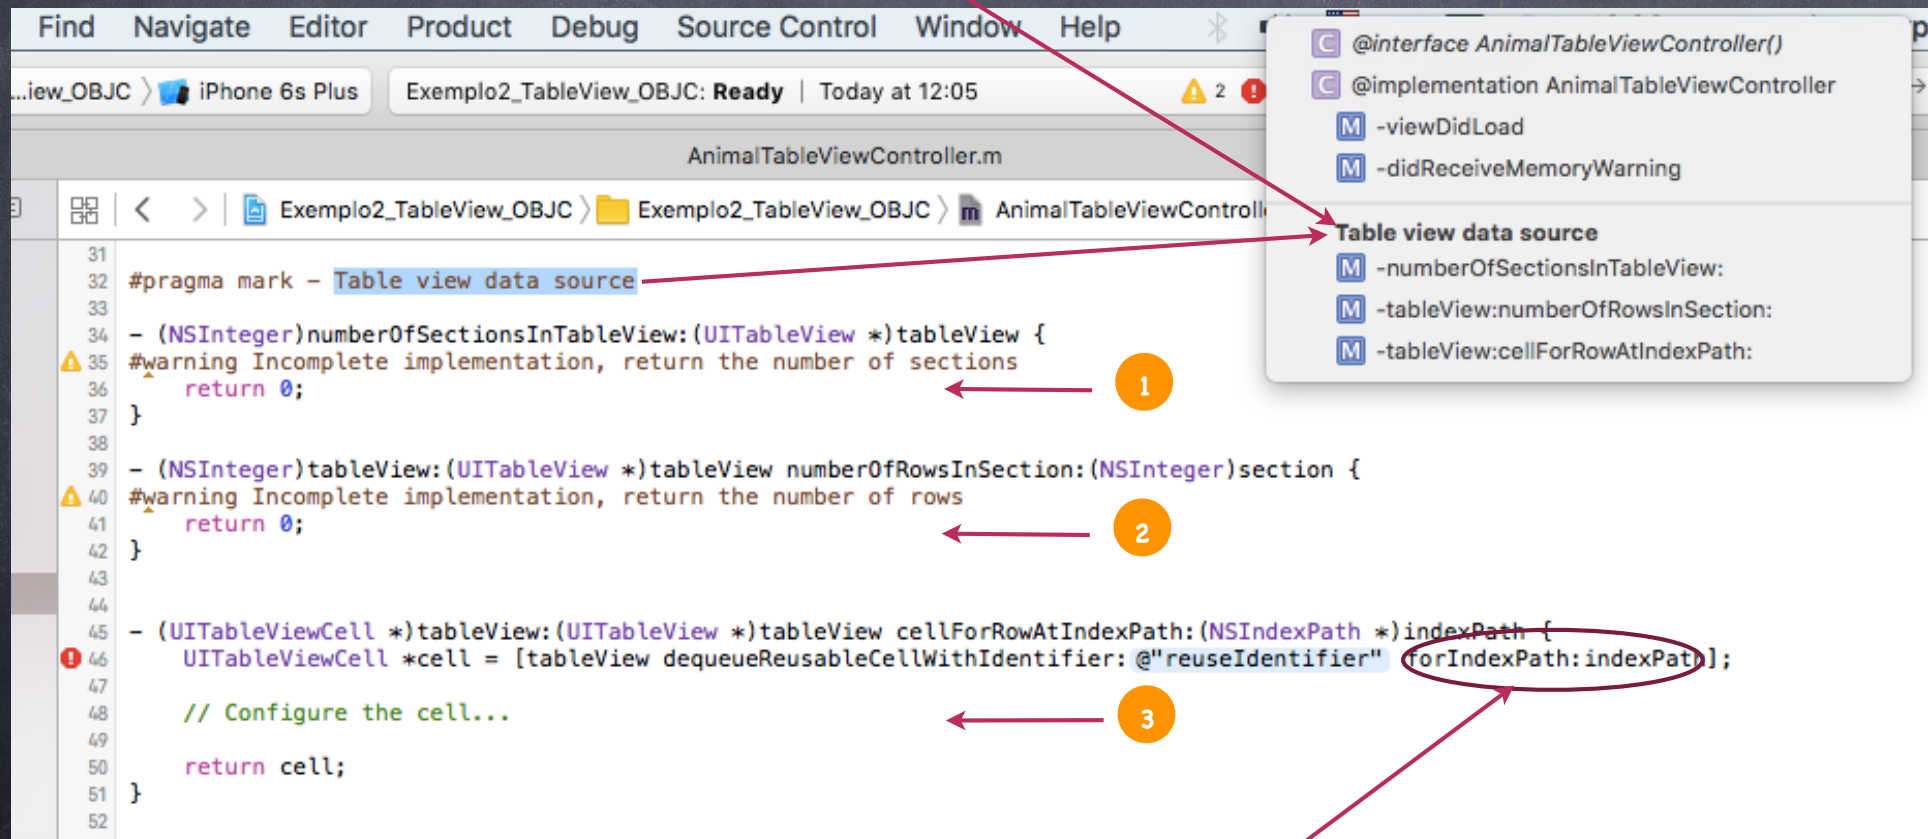 Find Navigate Editor Product Debug Source Control Window Help
...iew_OBJC iPhone 6s Plus Exemplo2_TableView_OBJC: Ready | Today at 12:05 2
AnimalTableViewController.m
Exemplo2_TableView_OBJC Exemplo2_TableView_OBJC m AnimalTableViewControll
C @interface AnimalTableViewController()
C @implementation AnimalTableViewController
M -viewDidLoad
M -didReceiveMemoryWarning
Table view data source
M -numberOfSectionsInTableView:
M -tableView:numberOfRowsInSection:
M -tableView:cellForRowAtIndexPath:
31
32 #pragma mark - Table view data source
33
34 - (NSInteger)numberOfSectionsInTableView:(UITableView *)tableView {
35 #warning Incomplete implementation, return the number of sections
36 return 0;
1
37 }
38
39 - (NSInteger)tableView:(UITableView *)tableView numberOfRowsInSection:(NSInteger)section {
40 #warning Incomplete implementation, return the number of rows
41 return 0;
2
42 }
43
44
45 - (UITableViewCell *)tableView:(UITableView *)tableView cellForRowAtIndexPath:(NSIndexPath *)indexPath {
46 UITableViewCell *cell = [tableView dequeueReusableCellWithIdentifier:@"reuseIdentifier" forIndexPath:indexPath];
47
48 // Configure the cell...
3
49
50 return cell;
51 }
52